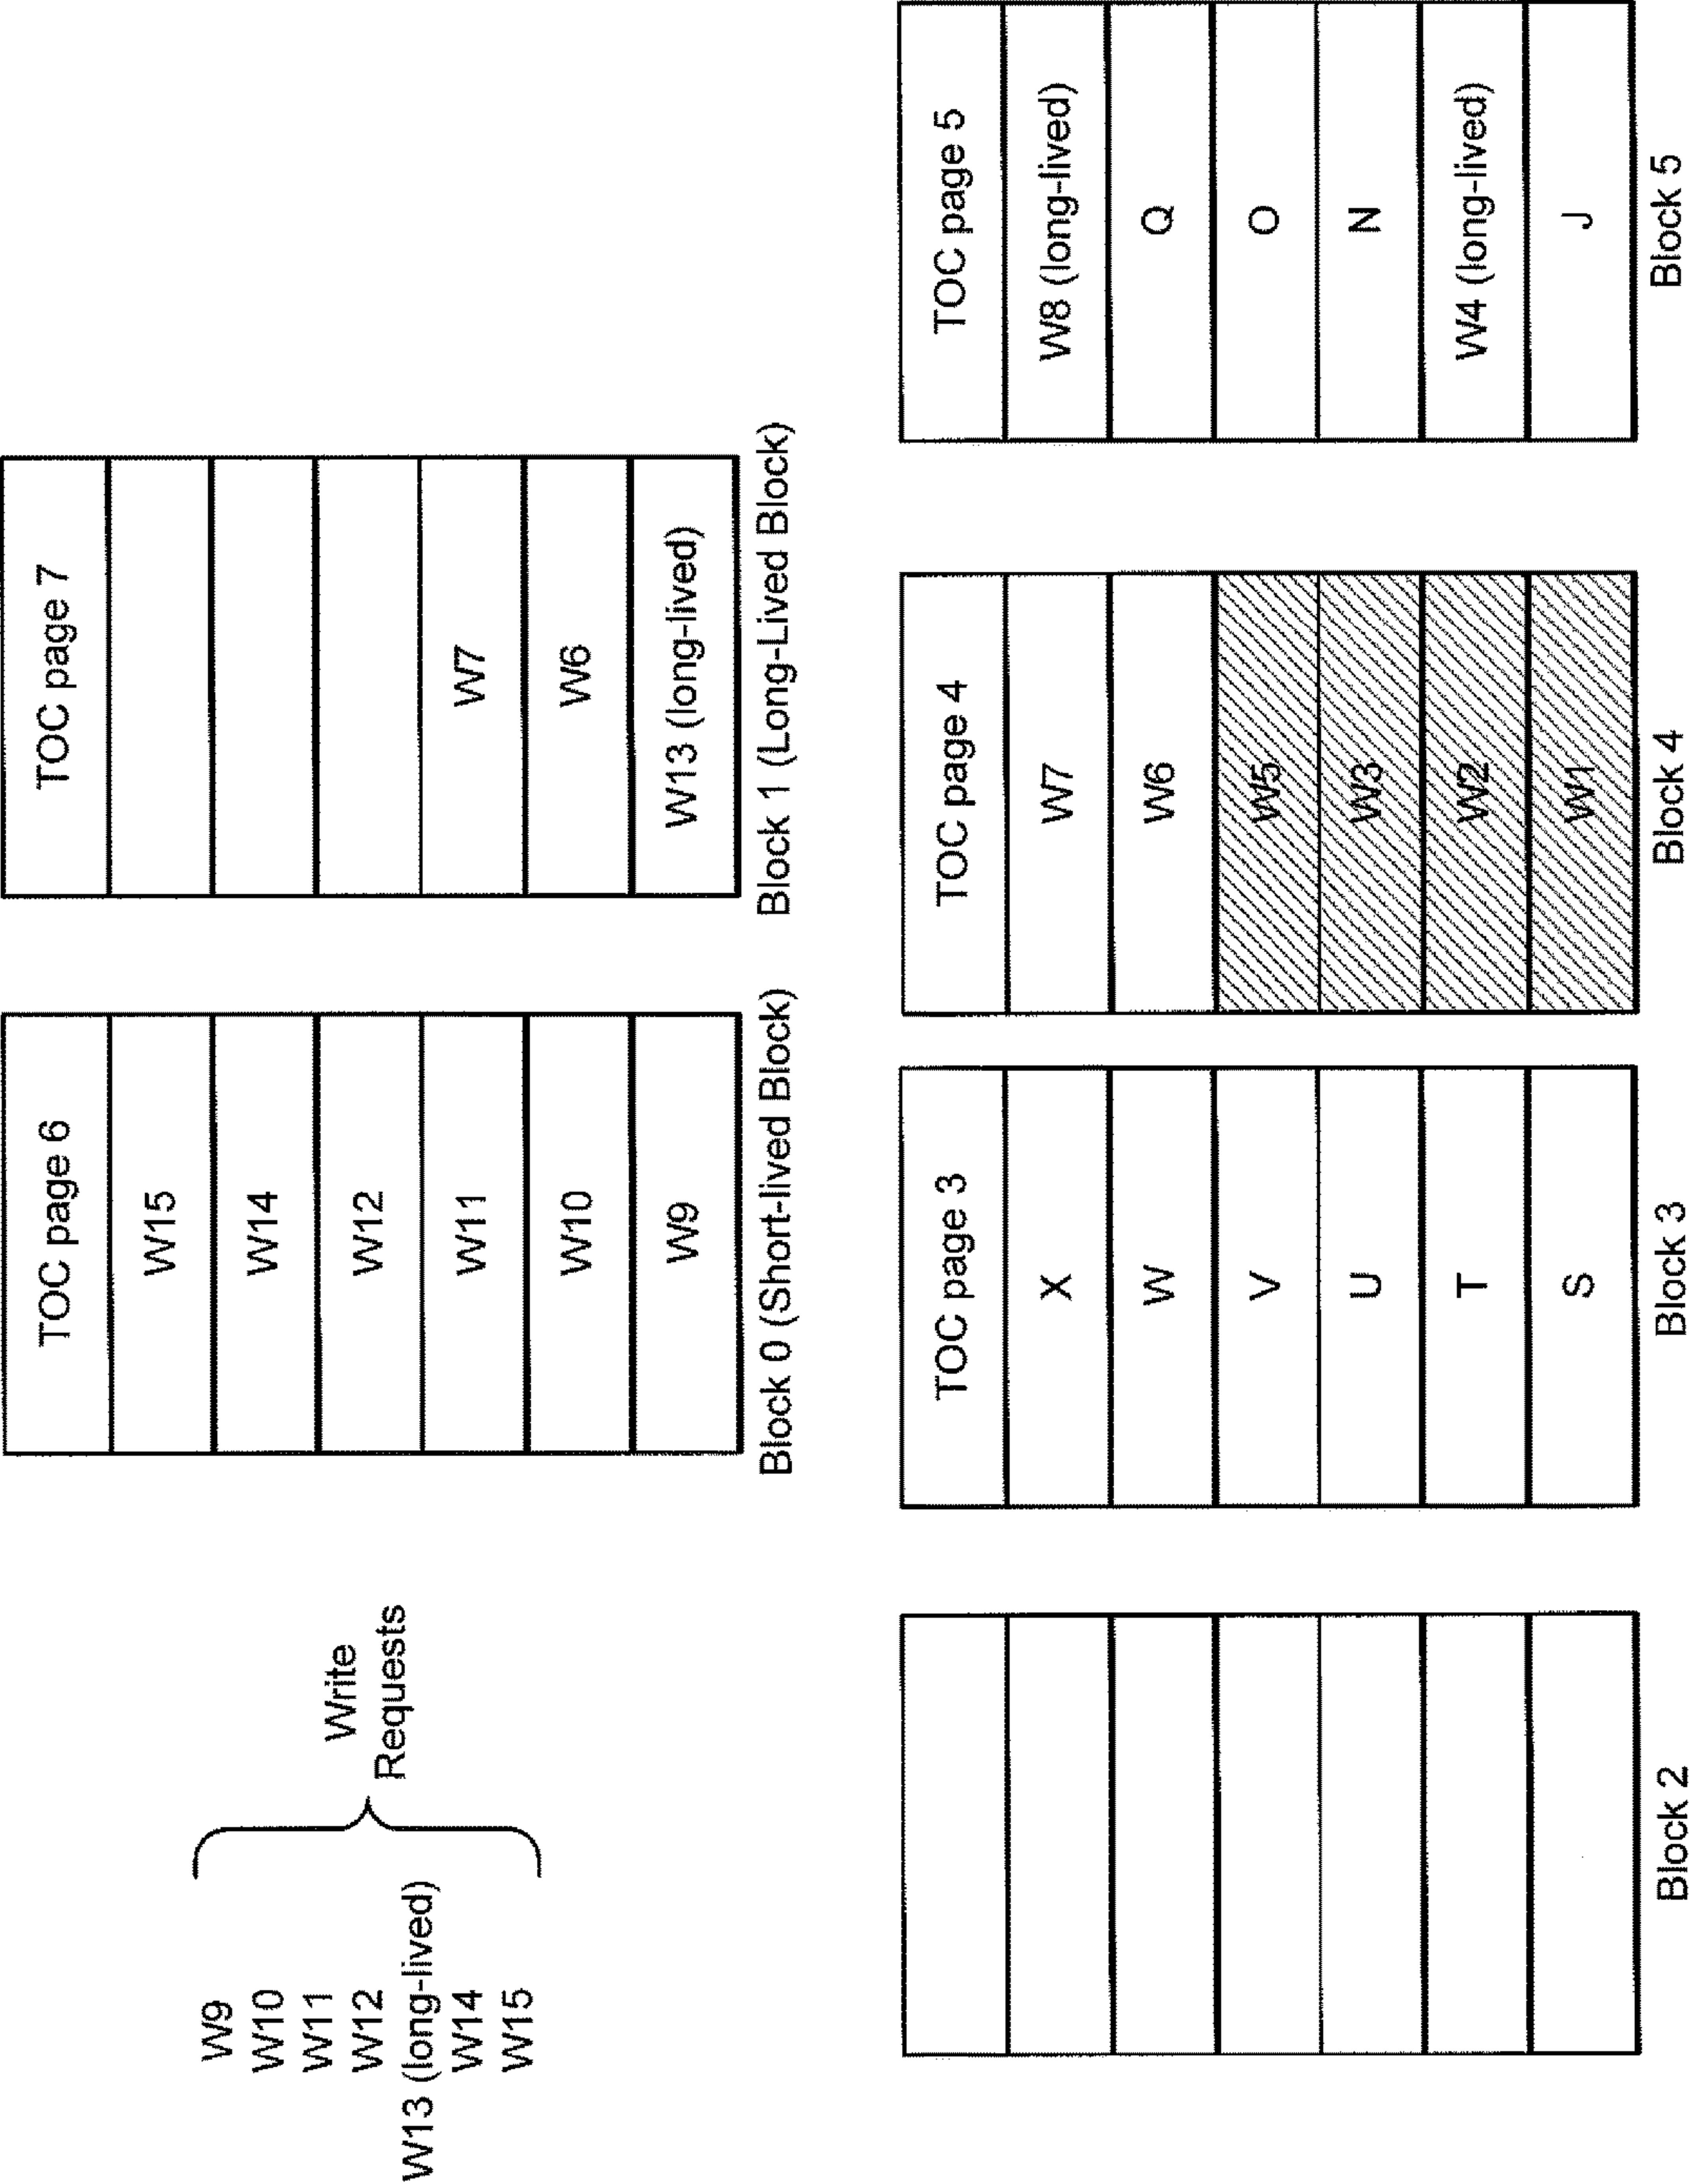 W9
W10
W11
W12
W13 (long-lived)
W14
W15
Write
Requests
TOC page 6
W15
W14
W12
W11
W10
W9
Block 0 (Short-lived Block)
TOC page 7
W7
W6
W13 (long-lived)
Block 1 (Long-Lived Block)
Block 2
TOC page 3
X
W
V
U
T
S
Block 3
TOC page 4
W7
W6
W5
W3
W2
W1
Block 4
TOC page 5
W8 (long-lived)
Q
O
N
W4 (long-lived)
J
Block 5